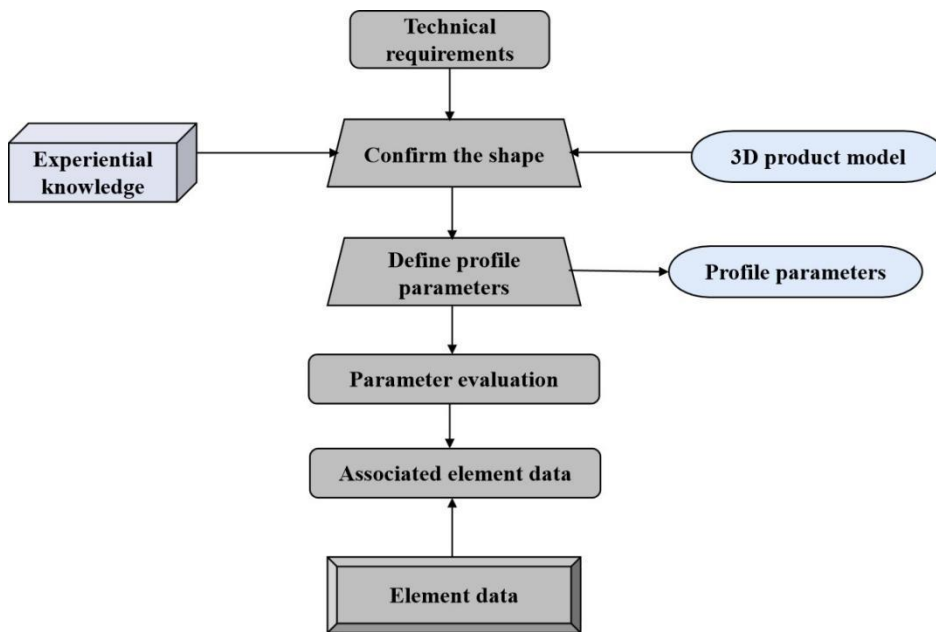 Technical
requirements
Experiential
knowledge
Confirm the shape
3D product model
Define profile
parameters
Profile parameters
Parameter evaluation
Associated element data
Element data